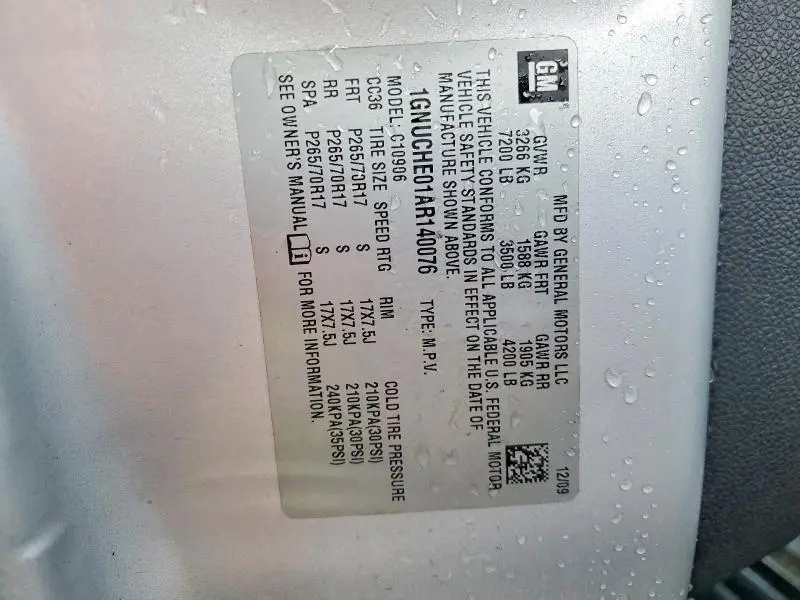 GM
MFD BY GENERAL MOTORS LLC 12/09
GVWR GAWR FRT GAWR RR
3266 KG 1588 KG 1905 KG
7200 LB 3500 LB 4200 LB
THIS VEHICLE CONFORMS TO ALL APPLICABLE U.S. FEDERAL MOTOR
VEHICLE SAFETY STANDARDS IN EFFECT ON THE DATE OF
MANUFACTURE SHOWN ABOVE.
1GNUCHE01AR140076 TYPE: M.P.V.
MODEL: C10906
CC36 TIRE SIZE SPEED RTG RIM COLD TIRE PRESSURE
FRT P265/70R17 S 17X7.5J 210KPA(30PSI)
RR P265/70R17 S 17X7.5J 210KPA(30PSI)
SPA P265/70R17 S 17X7.5J 240KPA(35PSI)
SEE OWNER'S MANUAL i FOR MORE INFORMATION.